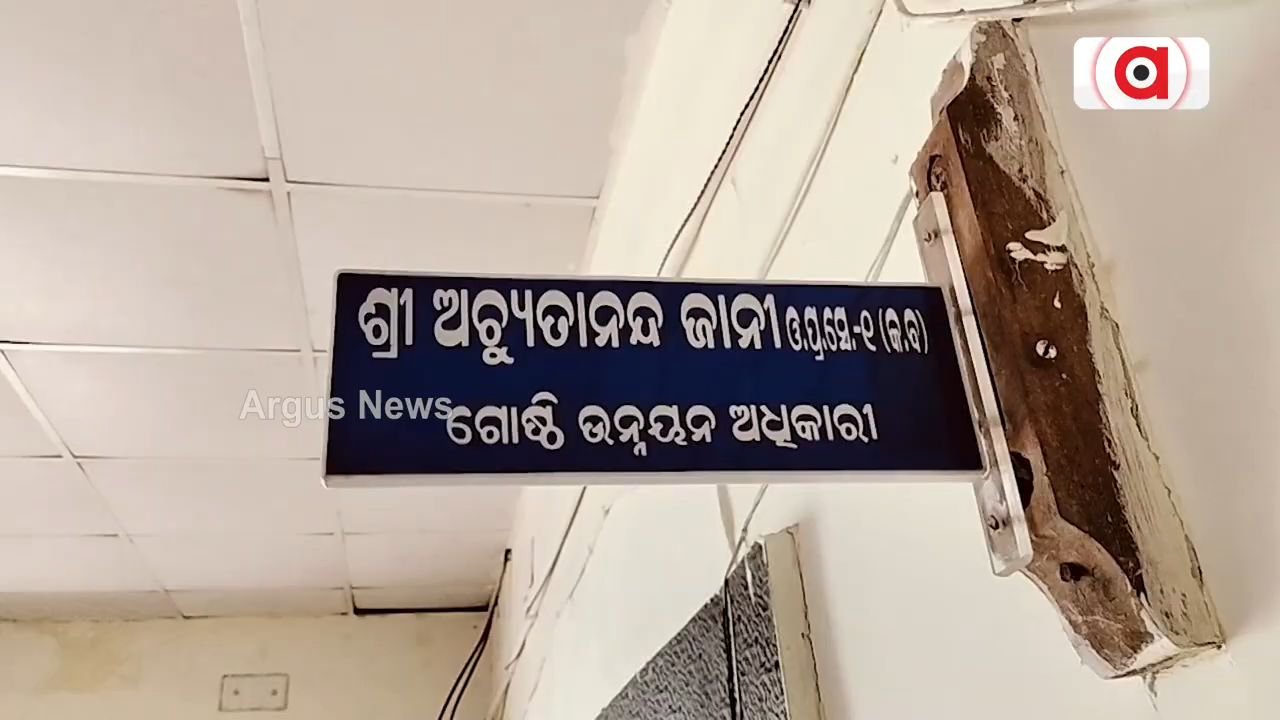 ଶ୍ରୀ ଅଚ୍ୟୁତାନନ୍ଦ ଜାନୀ ଓ.ପ୍ର.ସେ.-୧ (କ.ବ)
Argus News
ଗୋଷ୍ଠି ଉନ୍ନୟନ ଅଧିକାରୀ